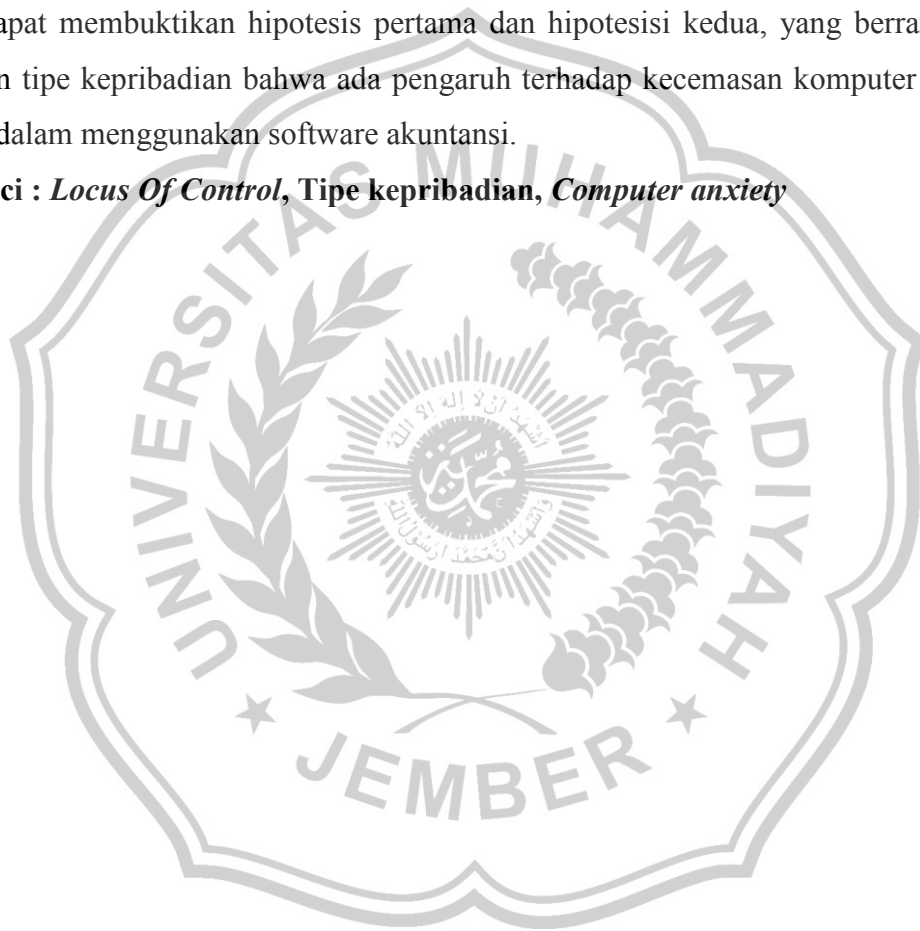 apat membuktikan hipotesis pertama dan hipotesisi kedua, yang berra
n tipe kepribadian bahwa ada pengaruh terhadap kecemasan komputer
dalam menggunakan software akuntansi.
ci : Locus Of Control, Tipe kepribadian, Computer anxiety
UNIVERSITAS MUHAMMADIYAH
JEMBER